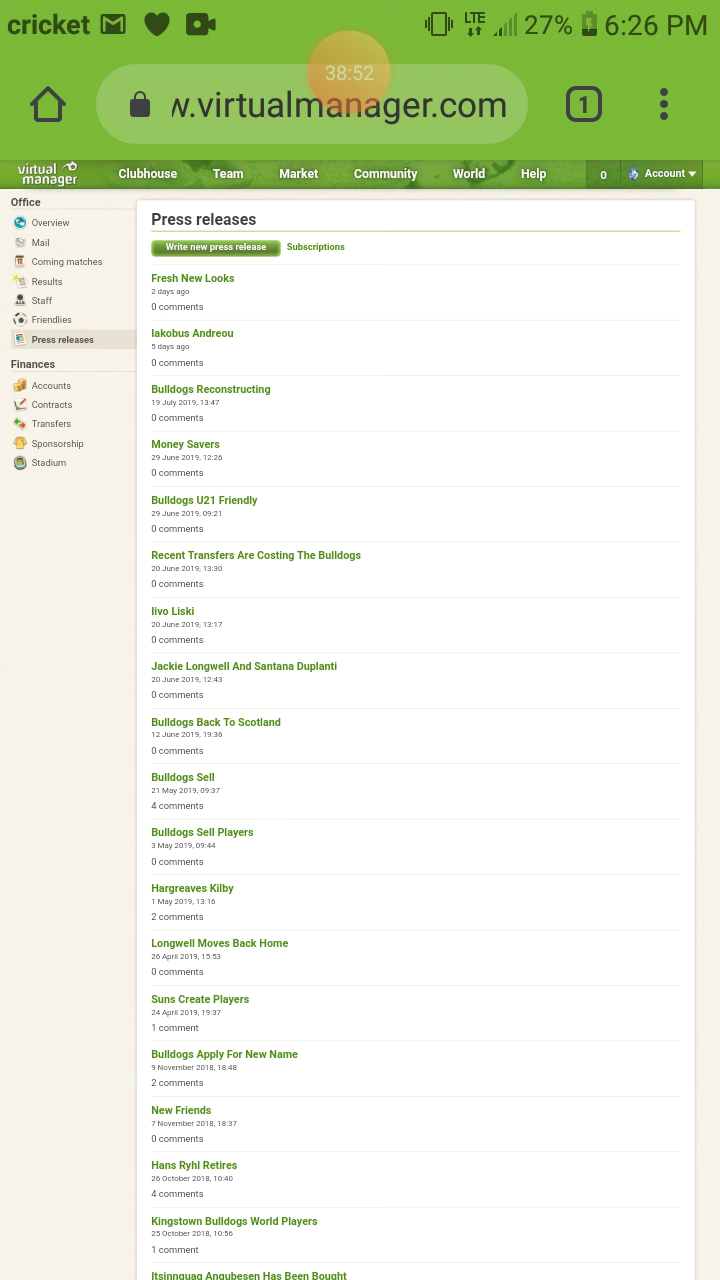 cricket LTE 27% 6:26 PM
38:52
w.virtualmanager.com 1
virtual manager Clubhouse Team Market Community World Help 0 Account
Office
Overview
Mail
Coming matches
Results
Staff
Friendlies
Press releases
Finances
Accounts
Contracts
Transfers
Sponsorship
Stadium
Press releases
Write new press release Subscriptions
Fresh New Looks
2 days ago
0 comments
Iakobus Andreou
5 days ago
0 comments
Bulldogs Reconstructing
19 July 2019, 13:47
0 comments
Money Savers
29 June 2019, 12:26
0 comments
Bulldogs U21 Friendly
29 June 2019, 09:21
0 comments
Recent Transfers Are Costing The Bulldogs
20 June 2019, 13:30
0 comments
Iivo Liski
20 June 2019, 13:17
0 comments
Jackie Longwell And Santana Duplanti
20 June 2019, 12:43
0 comments
Bulldogs Back To Scotland
12 June 2019, 19:36
0 comments
Bulldogs Sell
21 May 2019, 09:37
4 comments
Bulldogs Sell Players
3 May 2019, 09:44
0 comments
Hargreaves Kilby
1 May 2019, 13:16
2 comments
Longwell Moves Back Home
26 April 2019, 15:53
0 comments
Suns Create Players
24 April 2019, 19:37
1 comment
Bulldogs Apply For New Name
9 November 2018, 18:48
2 comments
New Friends
7 November 2018, 18:37
0 comments
Hans Ryhl Retires
26 October 2018, 10:40
4 comments
Kingstown Bulldogs World Players
25 October 2018, 10:56
1 comment
Itsinnguaq Angubesen Has Been Bought